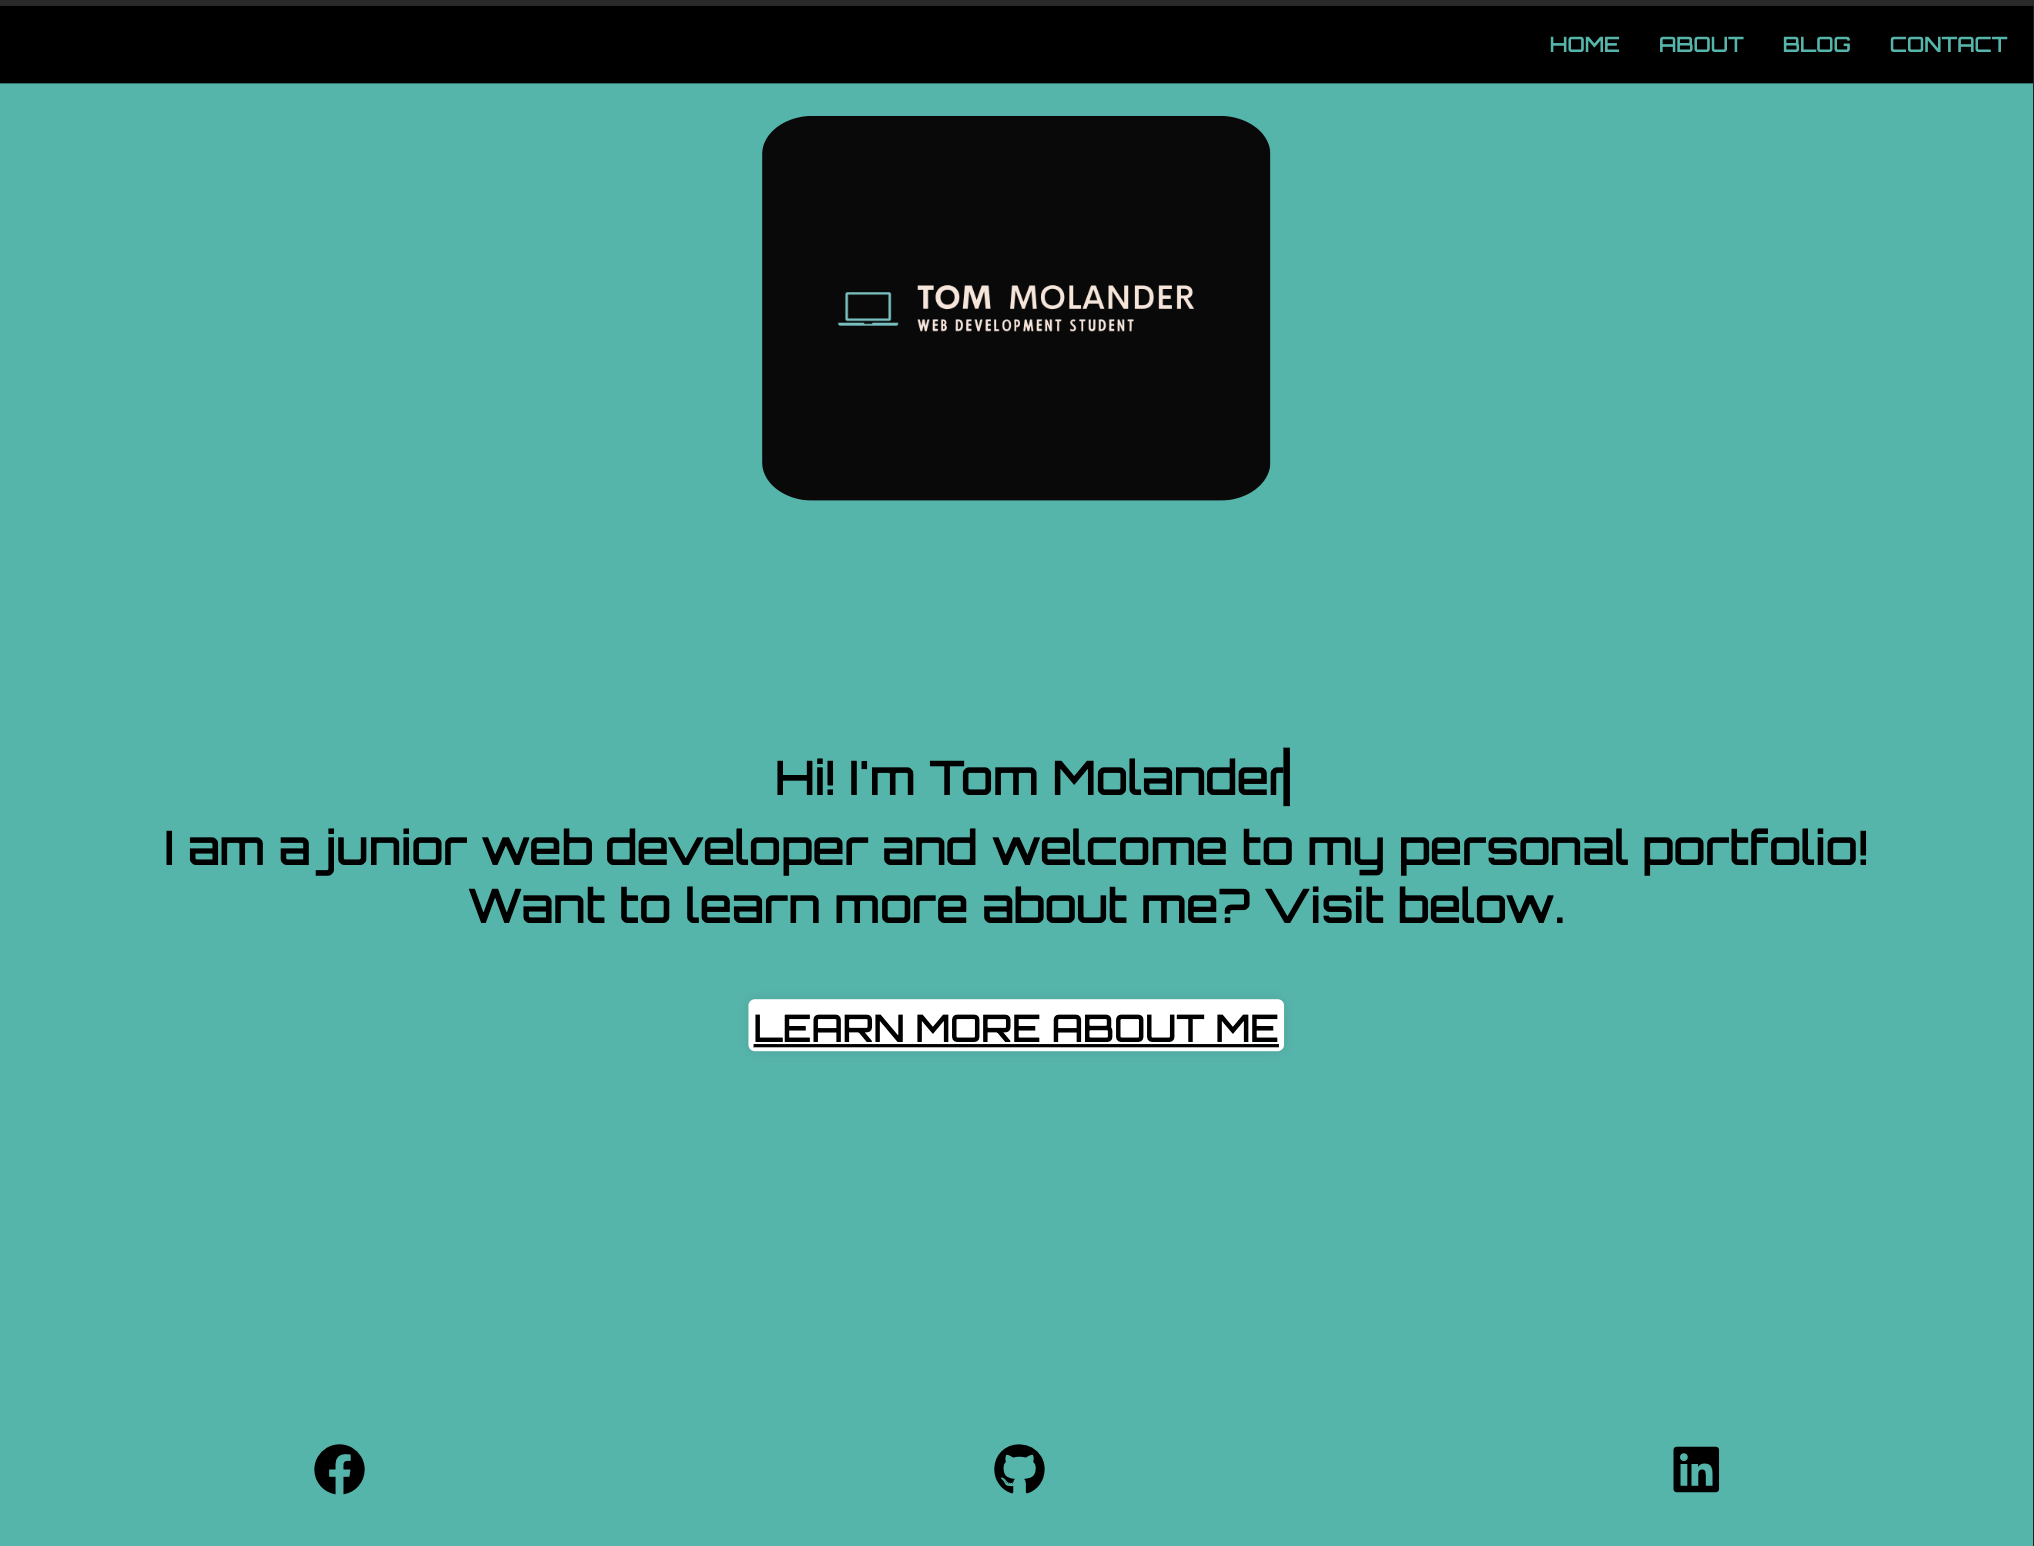 HOME ABOUT BLOG CONTACT
TOM MOLANDER
WEB DEVELOPMENT STUDENT
Hi! I'm Tom Molander
I am a junior web developer and welcome to my personal portfolio!
Want to learn more about me? Visit below.
LEARN MORE ABOUT ME
in